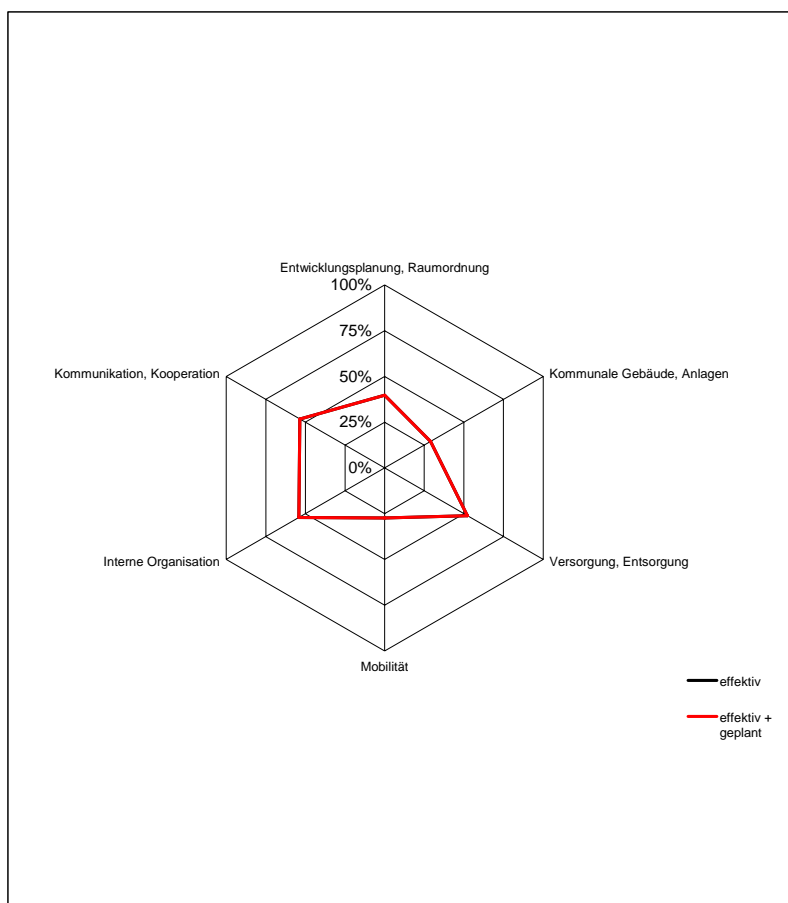 Entwicklungsplanung, Raumordnung
100%
75%
Kommunikation, Kooperation
Kommunale Gebäude, Anlagen
50%
25%
0%
Interne Organisation
Versorgung, Entsorgung
Mobilität
effektiv
effektiv +
geplant